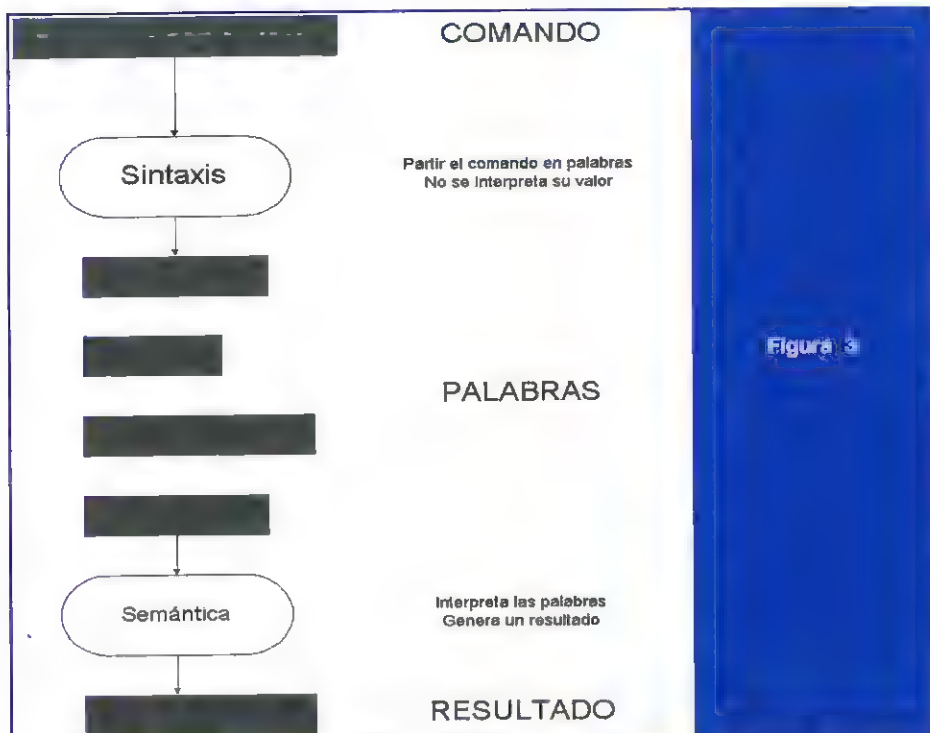 COMANDO
Sintaxis
Partir el comando en palabras
No se interpreta su valor
Figura 3
PALABRAS
Semántica
Interpreta las palabras
Genera un resultado
RESULTADO